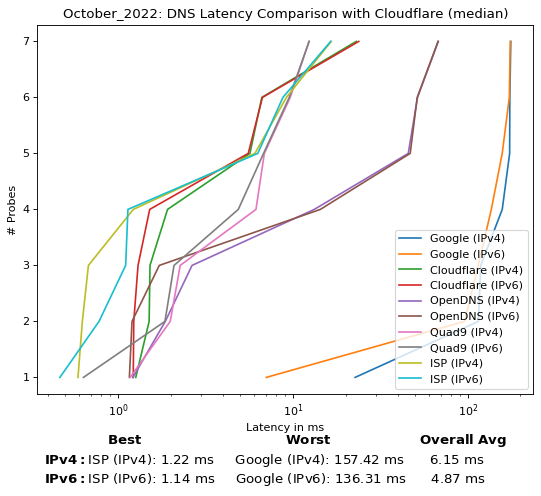 October_2022: DNS Latency Comparison with Cloudflare (median)
7
6
5
4
3
2
1
# Probes
Google (IPv4)
Google (IPv6)
Cloudflare (IPv4)
Cloudflare (IPv6)
OpenDNS (IPv4)
OpenDNS (IPv6)
Quad9 (IPv4)
Quad9 (IPv6)
ISP (IPv4)
ISP (IPv6)
10⁰ 10¹ 10²
Latency in ms
Best Worst Overall Avg
IPv4: ISP (IPv4): 1.22 ms Google (IPv4): 157.42 ms 6.15 ms
IPv6: ISP (IPv6): 1.14 ms Google (IPv6): 136.31 ms 4.87 ms